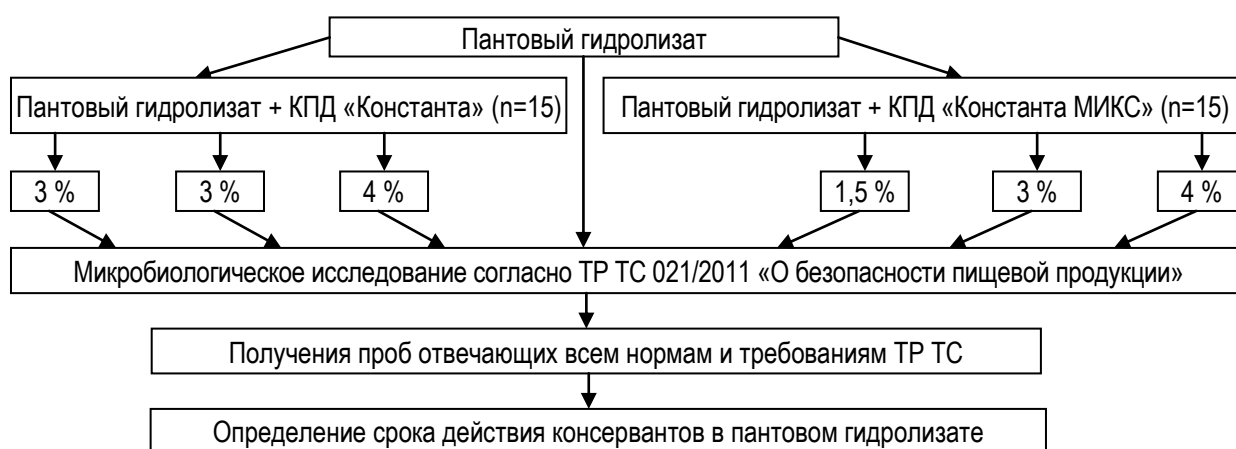 Пантовый гидролизат
Пантовый гидролизат + КПД «Константа» (n=15)
Пантовый гидролизат + КПД «Константа МИКС» (n=15)
3 %
3 %
4 %
1,5 %
3 %
4 %
Микробиологическое исследование согласно ТР ТС 021/2011 «О безопасности пищевой продукции»
Получения проб отвечающих всем нормам и требованиям ТР ТС
Определение срока действия консервантов в пантовом гидролизате